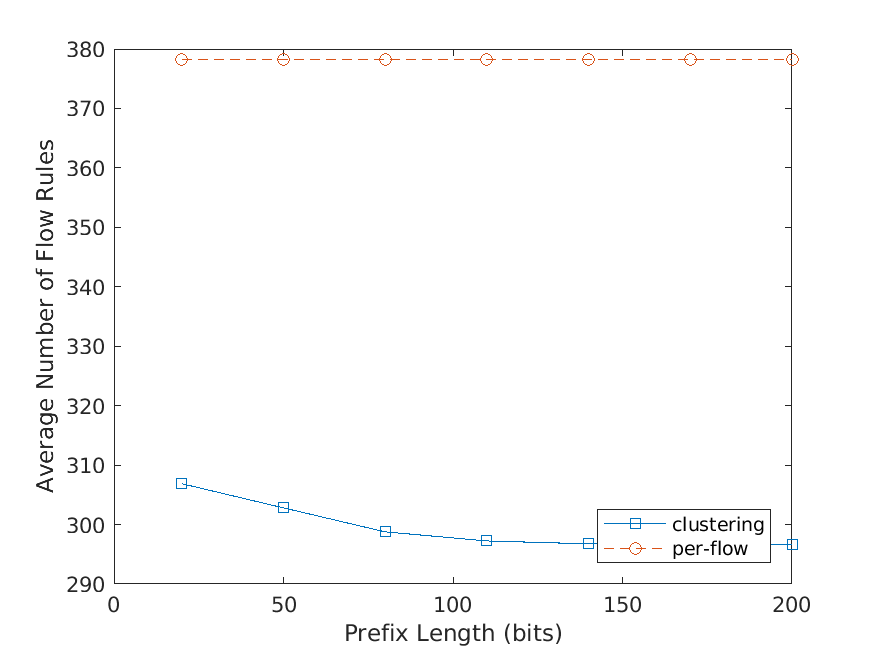 380
370
360
350
340
330
320
310
300
290
Average Number of Flow Rules
0 50 100 150 200
Prefix Length (bits)
clustering
per-flow